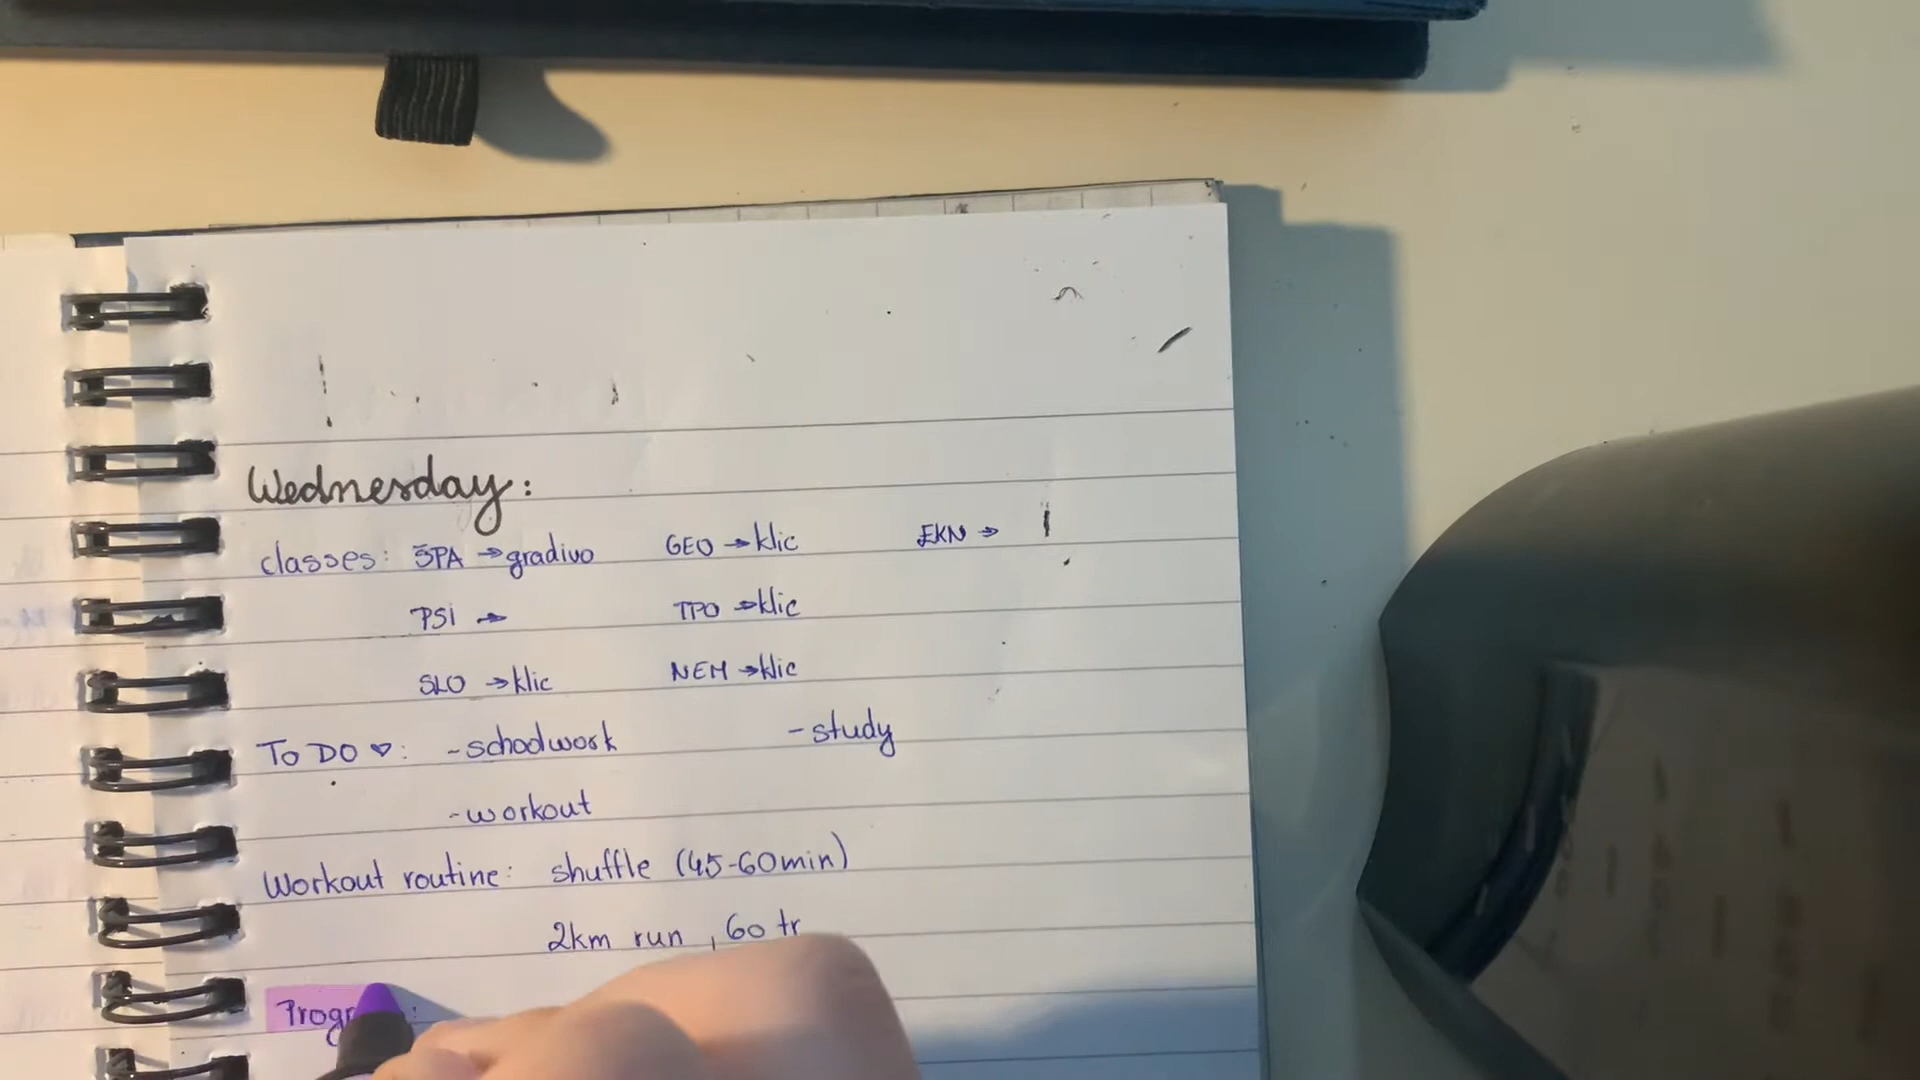 Wednesday:
classes: ŠPA → gradivo GEO → klic EKN →
PSI → TPO → klic
SLO → klic NEM → klic
To DO ♡: - schoolwork - study
- workout
Workout routine: shuffle (45-60min)
2km run , 60 tr